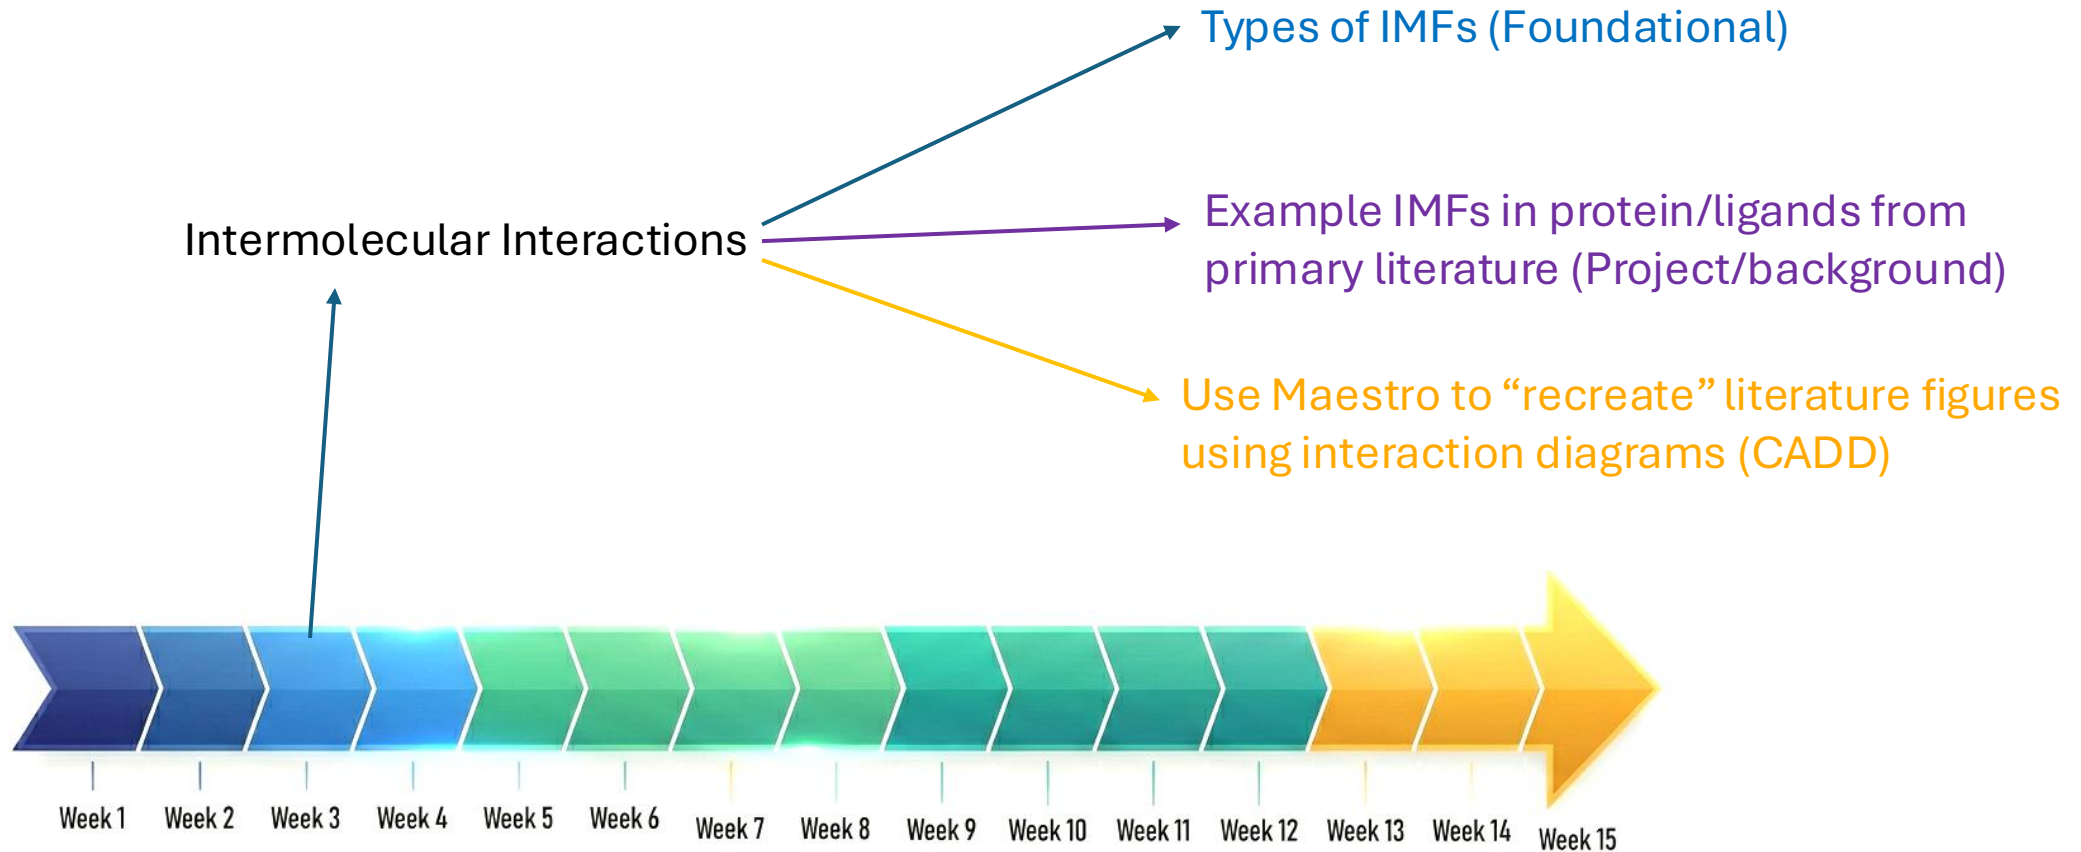 Types of IMFs (Foundational)
Intermolecular Interactions
Example IMFs in protein/ligands from
primary literature (Project/background)
Use Maestro to “recreate” literature figures
using interaction diagrams (CADD)
Week 1
Week 2
Week 3
Week 4
Week 5
Week 6
Week 7
Week 8
Week 9
Week 10
Week 11
Week 12
Week 13
Week 14
Week 15